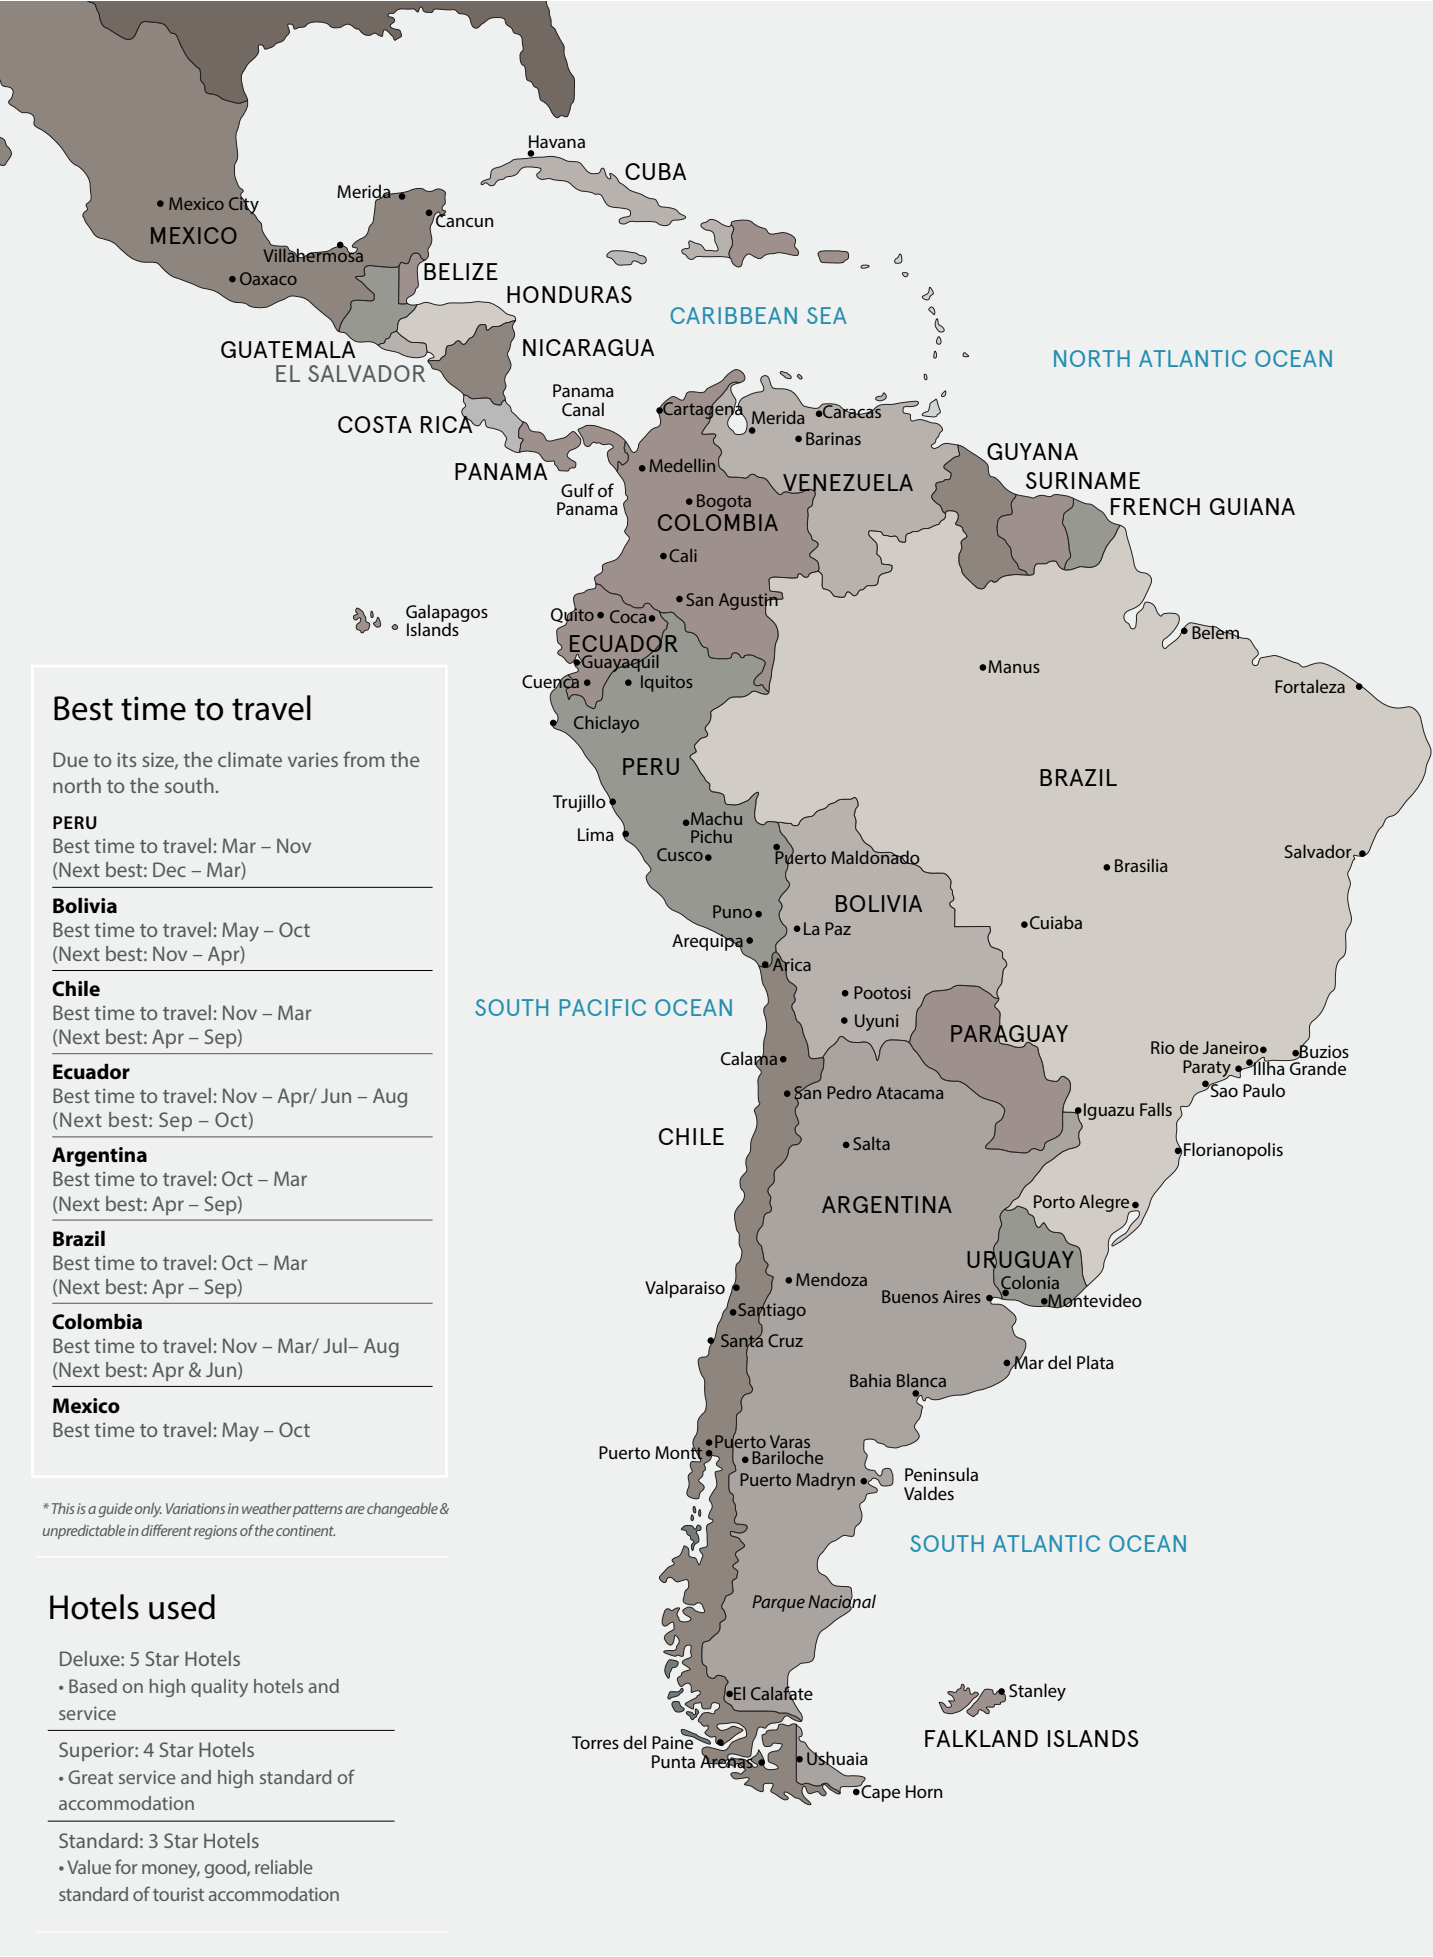 Havana
CUBA
Merida
Mexico City
Cancun
MEXICO
Villahermosa
Oaxaco
BELIZE
HONDURAS
CARIBBEAN SEA
GUATEMALA
NICARAGUA
NORTH ATLANTIC OCEAN
EL SALVADOR
Panama
Canal
Cartagena
Merida
Caracas
COSTA RICA
Barinas
GUYANA
PANAMA
Medellin
VENEZUELA
SURINAME
Gulf of
Panama
Bogota
FRENCH GUIANA
COLOMBIA
Cali
San Agustin
Galapagos
Islands
Quito
Coca
ECUADOR
Belem
Guayaquil
Manus
Cuenca
Iquitos
Fortaleza
Chiclayo
PERU
BRAZIL
Trujillo
Machu
Pichu
Lima
Cusco
Puerto Maldonado
Brasilia
Salvador
BOLIVIA
Puno
La Paz
Cuiaba
Arequipa
Arica
Pootosi
SOUTH PACIFIC OCEAN
Uyuni
PARAGUAY
Calama
Rio de Janeiro
Buzios
Paraty
Illha Grande
San Pedro Atacama
Sao Paulo
Iguazu Falls
CHILE
Salta
Florianopolis
ARGENTINA
Porto Alegre
URUGUAY
Mendoza
Colonia
Valparaiso
Buenos Aires
Montevideo
Santiago
Santa Cruz
Mar del Plata
Bahia Blanca
Puerto Varas
Puerto Montt
Bariloche
Puerto Madryn
Peninsula
Valdes
SOUTH ATLANTIC OCEAN
Parque Nacional
El Calafate
Stanley
FALKLAND ISLANDS
Torres del Paine
Punta Arenas
Ushuaia
Cape Horn
Best time to travel
Due to its size, the climate varies from the
north to the south.
PERU
Best time to travel: Mar – Nov
(Next best: Dec – Mar)
Bolivia
Best time to travel: May – Oct
(Next best: Nov – Apr)
Chile
Best time to travel: Nov – Mar
(Next best: Apr – Sep)
Ecuador
Best time to travel: Nov – Apr/ Jun – Aug
(Next best: Sep – Oct)
Argentina
Best time to travel: Oct – Mar
(Next best: Apr – Sep)
Brazil
Best time to travel: Oct – Mar
(Next best: Apr – Sep)
Colombia
Best time to travel: Nov – Mar/ Jul– Aug
(Next best: Apr & Jun)
Mexico
Best time to travel: May – Oct
* This is a guide only. Variations in weather patterns are changeable &
unpredictable in different regions of the continent.
Hotels used
Deluxe: 5 Star Hotels
• Based on high quality hotels and
service
Superior: 4 Star Hotels
• Great service and high standard of
accommodation
Standard: 3 Star Hotels
• Value for money, good, reliable
standard of tourist accommodation